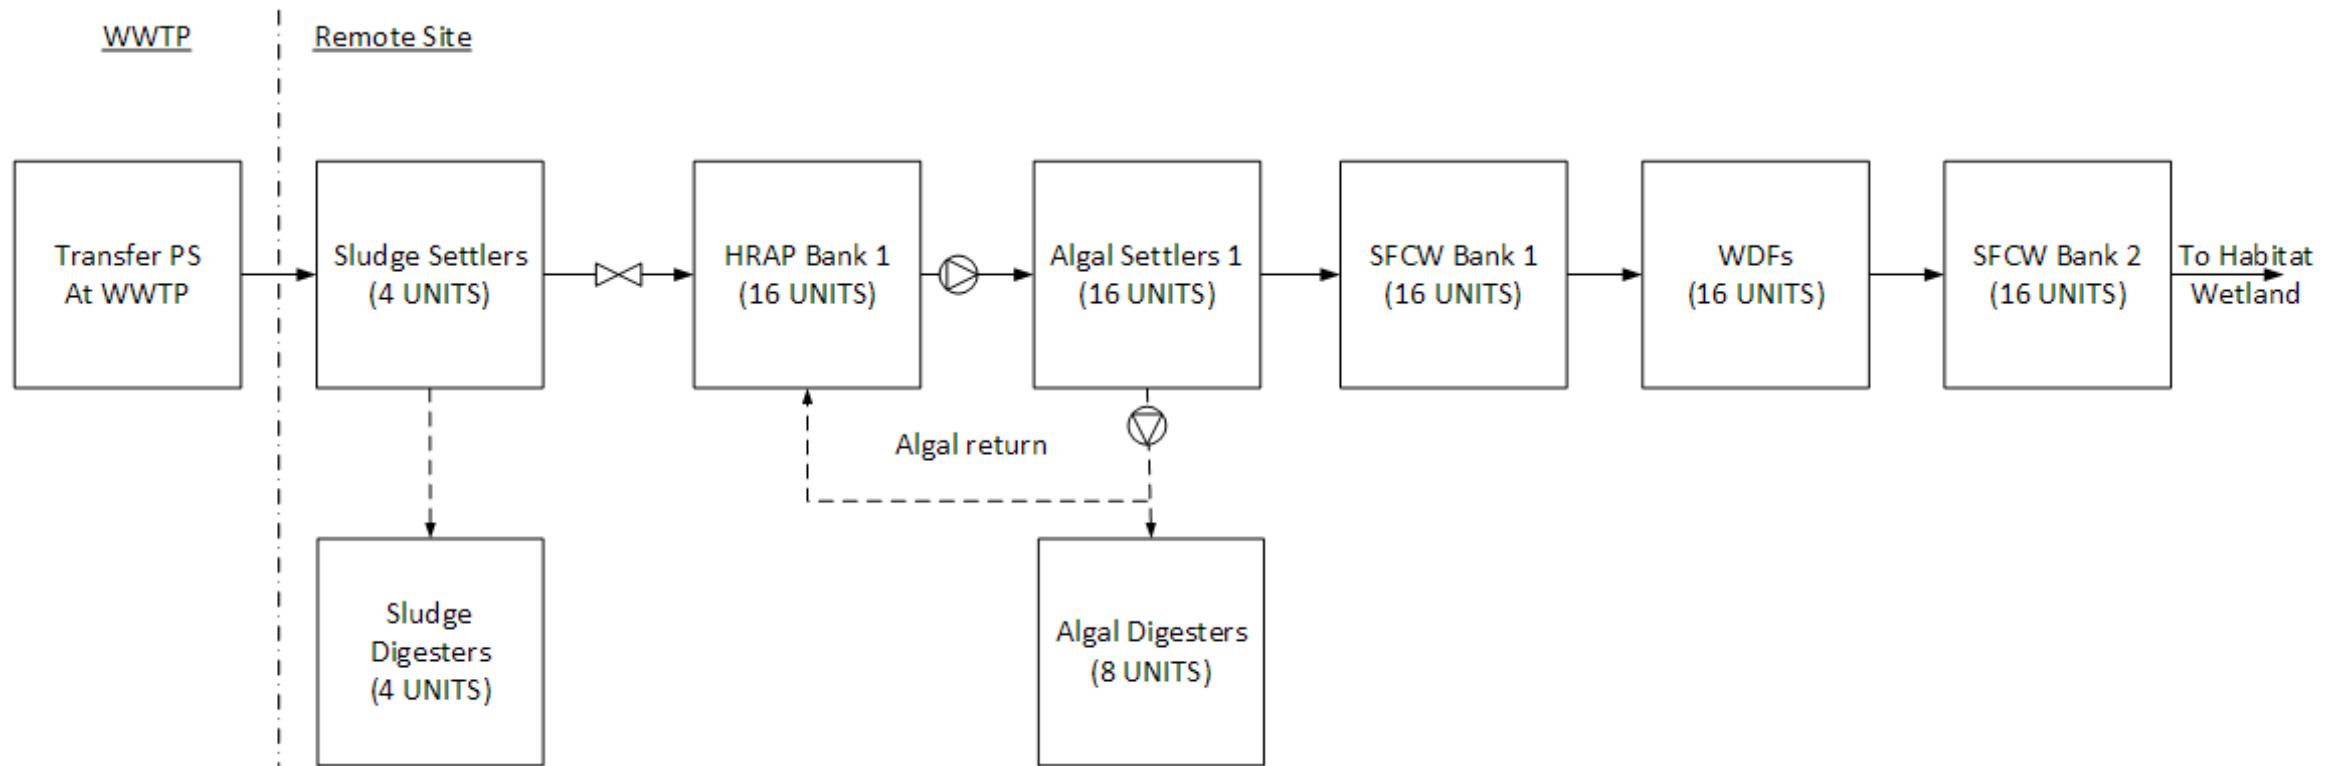 WWTP
Remote Site
Transfer PS
At WWTP
Sludge Settlers
(4 UNITS)
HRAP Bank 1
(16 UNITS)
Algal Settlers 1
(16 UNITS)
SFCW Bank 1
(16 UNITS)
WDFs
(16 UNITS)
SFCW Bank 2
(16 UNITS)
To Habitat
Wetland
Algal return
Sludge
Digesters
(4 UNITS)
Algal Digesters
(8 UNITS)